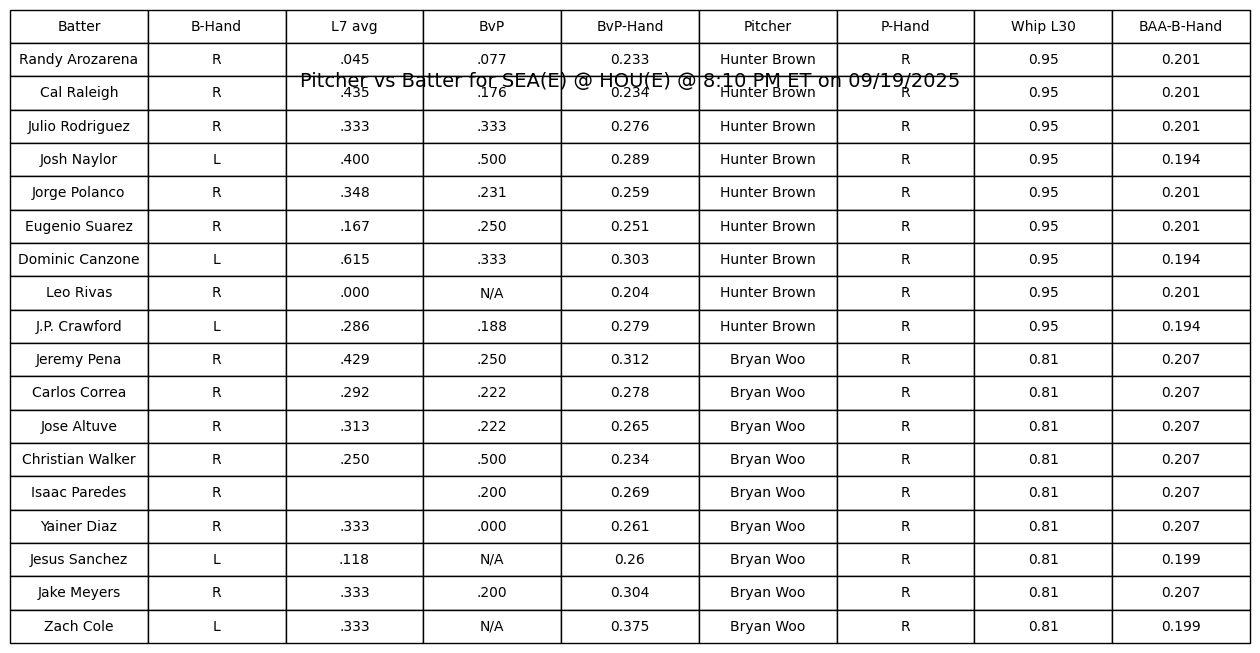 Batter B-Hand L7 avg BvP BvP-Hand Pitcher P-Hand Whip L30 BAA-B-Hand
Randy Arozarena R .045 .077 0.233 Hunter Brown R 0.95 0.201
Pitcher vs Batter for SEA(E) @ HOU(E) @ 8:10 PM ET on 09/19/2025
Cal Raleigh R .435 .176 0.234 Hunter Brown R 0.95 0.201
Julio Rodriguez R .333 .333 0.276 Hunter Brown R 0.95 0.201
Josh Naylor L .400 .500 0.289 Hunter Brown R 0.95 0.194
Jorge Polanco R .348 .231 0.259 Hunter Brown R 0.95 0.201
Eugenio Suarez R .167 .250 0.251 Hunter Brown R 0.95 0.201
Dominic Canzone L .615 .333 0.303 Hunter Brown R 0.95 0.194
Leo Rivas R .000 N/A 0.204 Hunter Brown R 0.95 0.201
J.P. Crawford L .286 .188 0.279 Hunter Brown R 0.95 0.194
Jeremy Pena R .429 .250 0.312 Bryan Woo R 0.81 0.207
Carlos Correa R .292 .222 0.278 Bryan Woo R 0.81 0.207
Jose Altuve R .313 .222 0.265 Bryan Woo R 0.81 0.207
Christian Walker R .250 .500 0.234 Bryan Woo R 0.81 0.207
Isaac Paredes R .200 0.269 Bryan Woo R 0.81 0.207
Yainer Diaz R .333 .000 0.261 Bryan Woo R 0.81 0.207
Jesus Sanchez L .118 N/A 0.26 Bryan Woo R 0.81 0.199
Jake Meyers R .333 .200 0.304 Bryan Woo R 0.81 0.207
Zach Cole L .333 N/A 0.375 Bryan Woo R 0.81 0.199